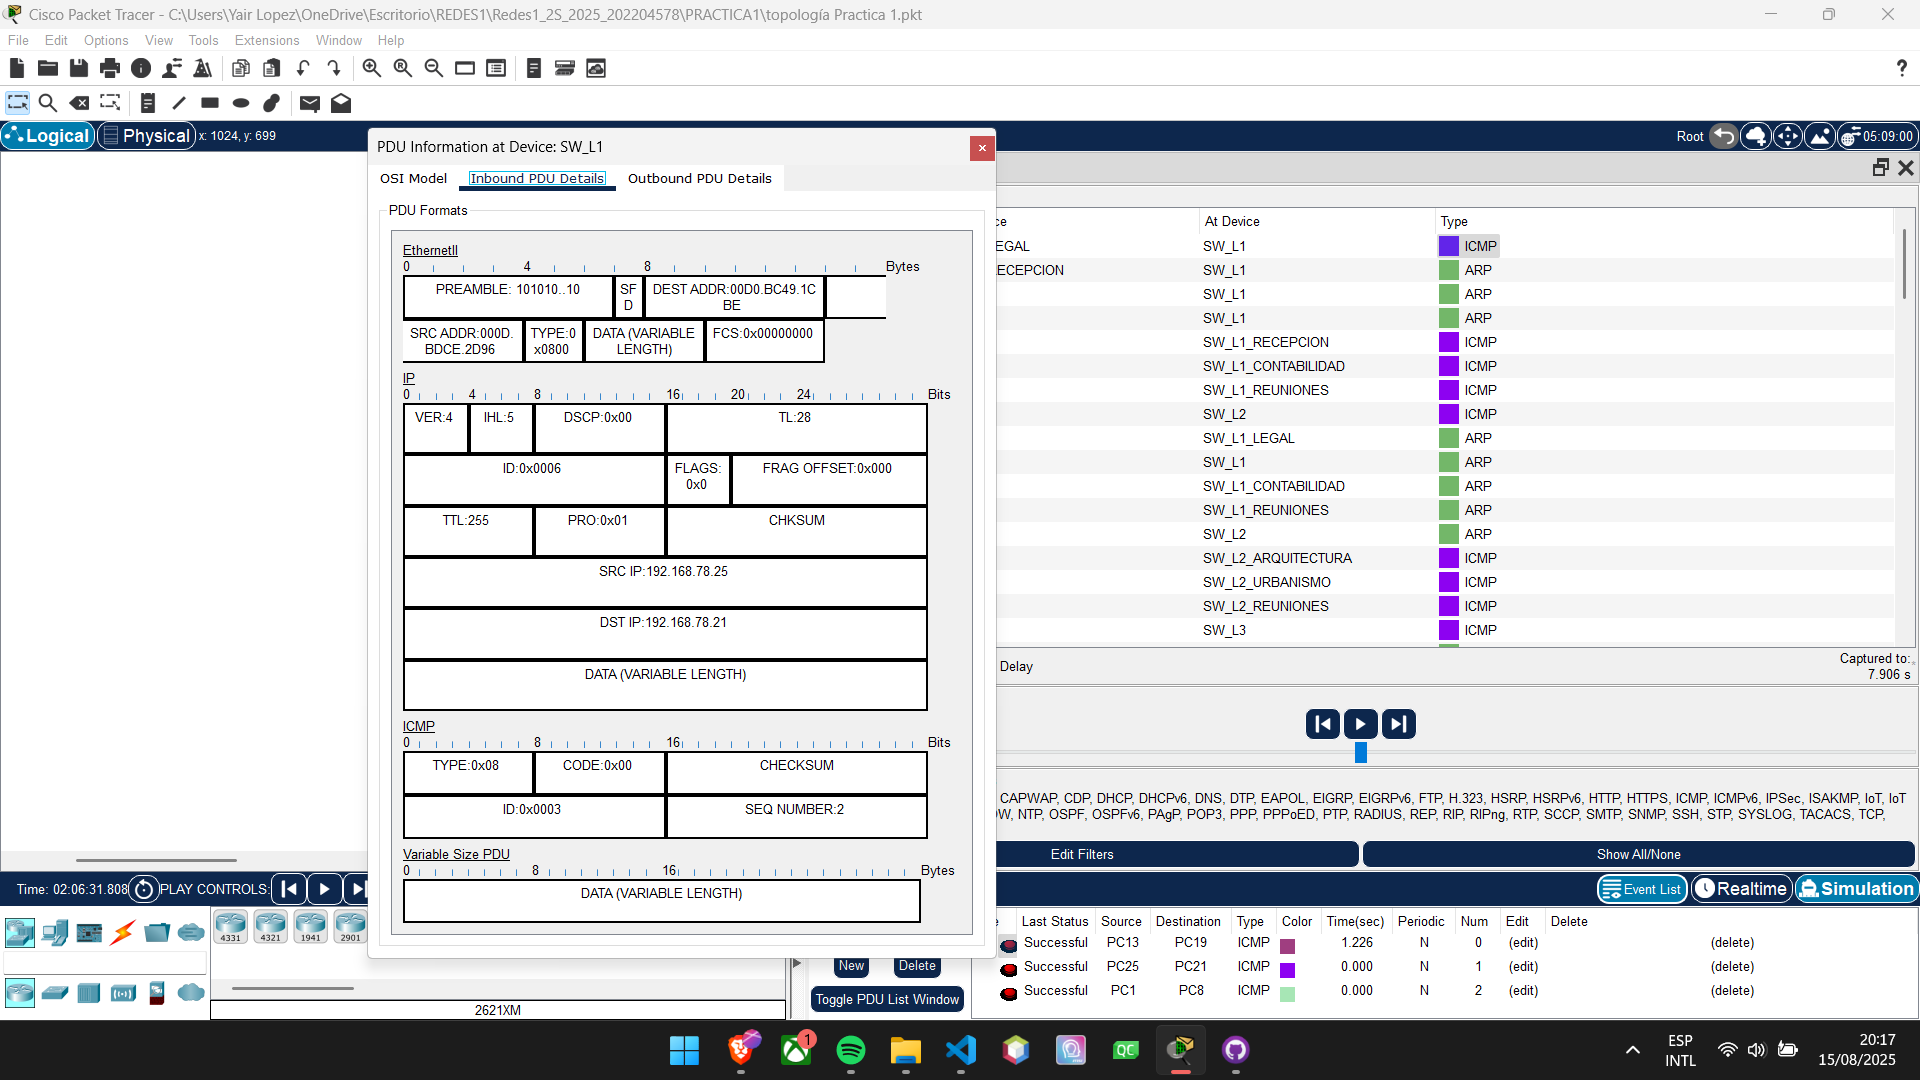 Cisco Packet Tracer - C:\Users\Yair Lopez\OneDrive\Escritorio\REDES1\Redes1_2S_2025_202204578\PRACTICA1\topología Practica 1.pkt
File Edit Options View Tools Extensions Window Help
?
Logical Physical x: 1024, y: 699
Root 05:09:00
PDU Information at Device: SW_L1
OSI Model Inbound PDU Details Outbound PDU Details
PDU Formats
EthernetII
0 4 8 Bytes
PREAMBLE: 101010..10 SF D DEST ADDR:00D0.BC49.1C BE
SRC ADDR:000D. BDCE.2D96 TYPE:0 x0800 DATA (VARIABLE LENGTH) FCS:0x00000000
IP
0 4 8 16 20 24 Bits
VER:4 IHL:5 DSCP:0x00 TL:28
ID:0x0006 FLAGS: 0x0 FRAG OFFSET:0x000
TTL:255 PRO:0x01 CHKSUM
SRC IP:192.168.78.25
DST IP:192.168.78.21
DATA (VARIABLE LENGTH)
ICMP
0 8 16 Bits
TYPE:0x08 CODE:0x00 CHECKSUM
ID:0x0003 SEQ NUMBER:2
Variable Size PDU
0 8 16 Bytes
DATA (VARIABLE LENGTH)
ce At Device Type
EGAL SW_L1 ICMP
ECEPCION SW_L1 ARP
SW_L1 ARP
SW_L1 ARP
SW_L1_RECEPCION ICMP
SW_L1_CONTABILIDAD ICMP
SW_L1_REUNIONES ICMP
SW_L2 ICMP
SW_L1_LEGAL ARP
SW_L1 ARP
SW_L1_CONTABILIDAD ARP
SW_L1_REUNIONES ARP
SW_L2 ARP
SW_L2_ARQUITECTURA ICMP
SW_L2_URBANISMO ICMP
SW_L2_REUNIONES ICMP
SW_L3 ICMP
Delay Captured to:
7.906 s
CAPWAP, CDP, DHCP, DHCPv6, DNS, DTP, EAPOL, EIGRP, EIGRPv6, FTP, H.323, HSRP, HSRPv6, HTTP, HTTPS, ICMP, ICMPv6, IPSec, ISAKMP, IoT, IoT
OW, NTP, OSPF, OSPFv6, PAgP, POP3, PPP, PPPoED, PTP, RADIUS, REP, RIP, RIPng, RTP, SCCP, SMTP, SNMP, SSH, STP, SYSLOG, TACACS, TCP,
Edit Filters Show All/None
Time: 02:06:31.808 PLAY CONTROLS:
Event List Realtime Simulation
4331 4321 1941 2901
2621XM
New Delete
Toggle PDU List Window
e Last Status Source Destination Type Color Time(sec) Periodic Num Edit Delete
Successful PC13 PC19 ICMP 1.226 N 0 (edit) (delete)
Successful PC25 PC21 ICMP 0.000 N 1 (edit) (delete)
Successful PC1 PC8 ICMP 0.000 N 2 (edit) (delete)
1
QC
ESP
INTL
20:17
15/08/2025